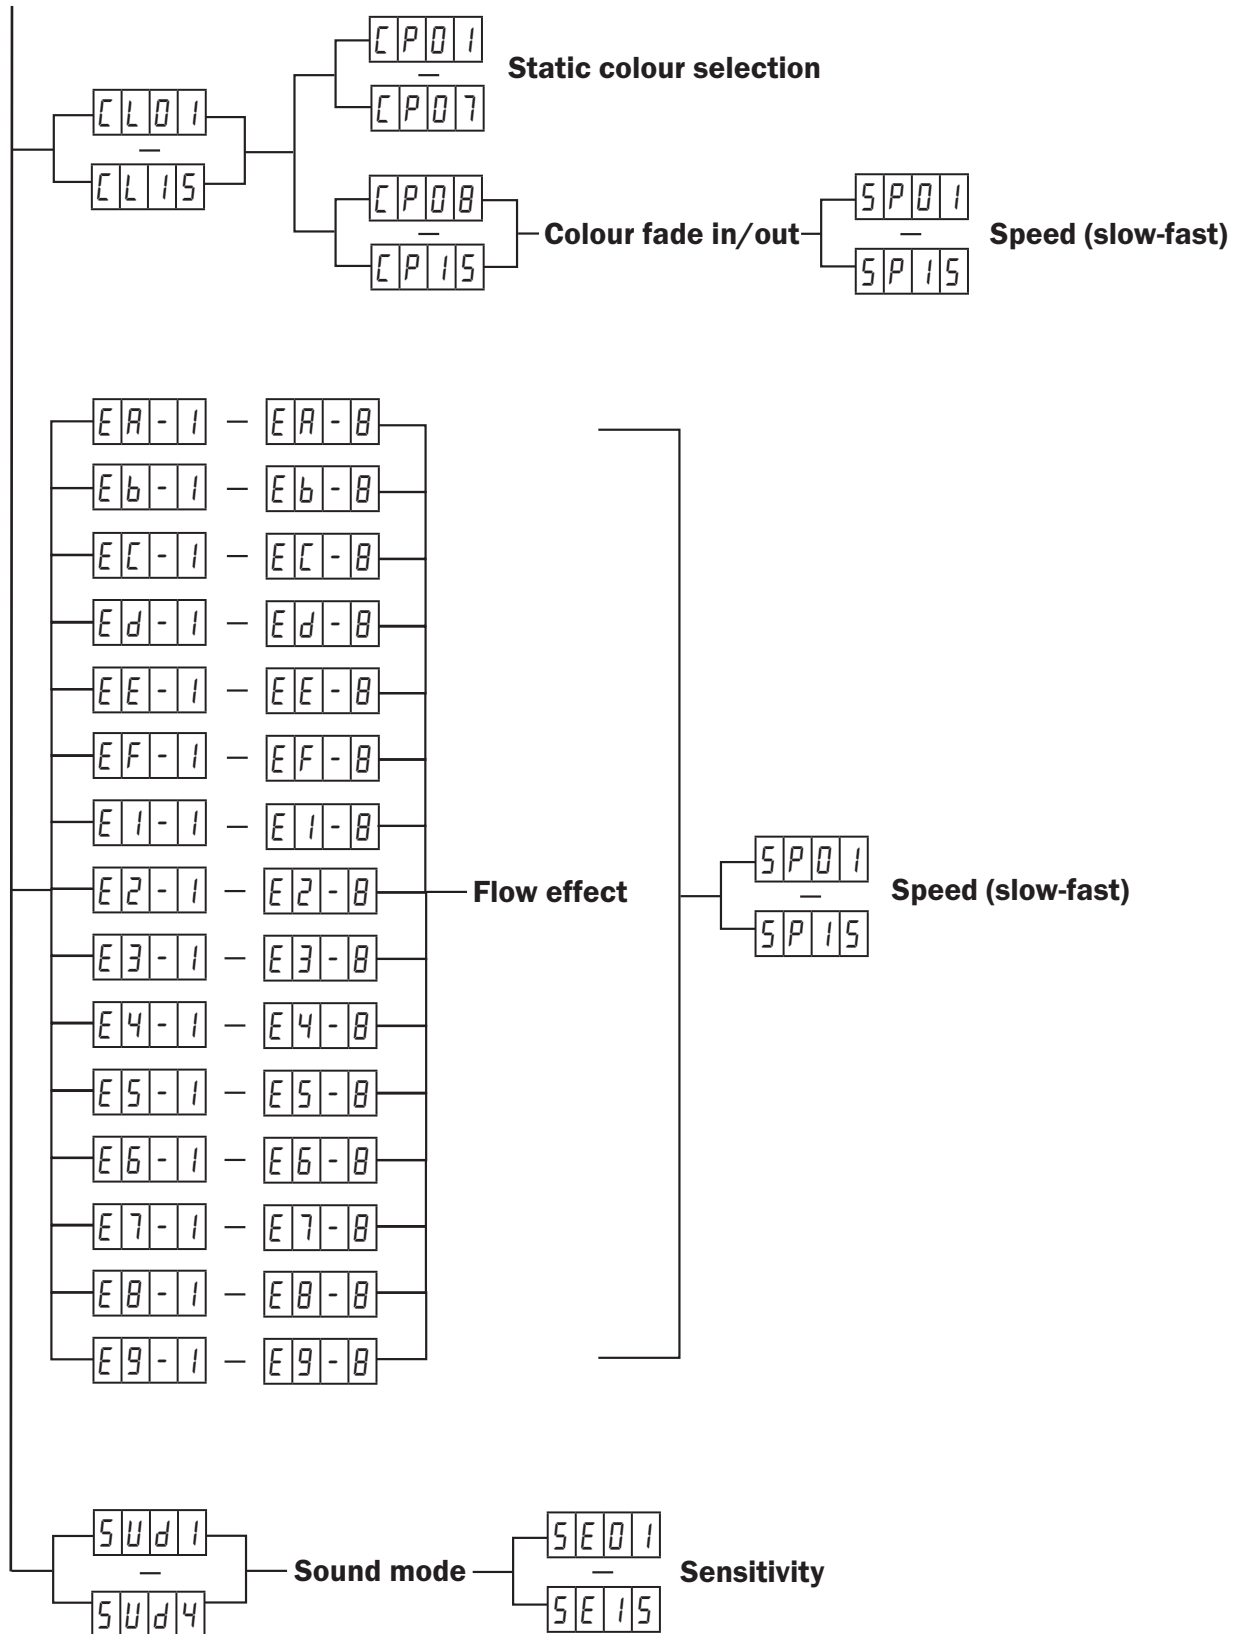 CP01
— Static colour selection
CP07
CL01
—
CL15
CP08
— Colour fade in/out
CP15
SP01
— Speed (slow-fast)
SP15
EA-1 — EA-8
Eb-1 — Eb-8
EC-1 — EC-8
Ed-1 — Ed-8
EE-1 — EE-8
EF-1 — EF-8
E1-1 — E1-8
E2-1 — E2-8
E3-1 — E3-8
E4-1 — E4-8
E5-1 — E5-8
E6-1 — E6-8
E7-1 — E7-8
E8-1 — E8-8
E9-1 — E9-8
Flow effect
SP01
— Speed (slow-fast)
SP15
SUd1
—
SUd4
Sound mode
SE01
— Sensitivity
SE15